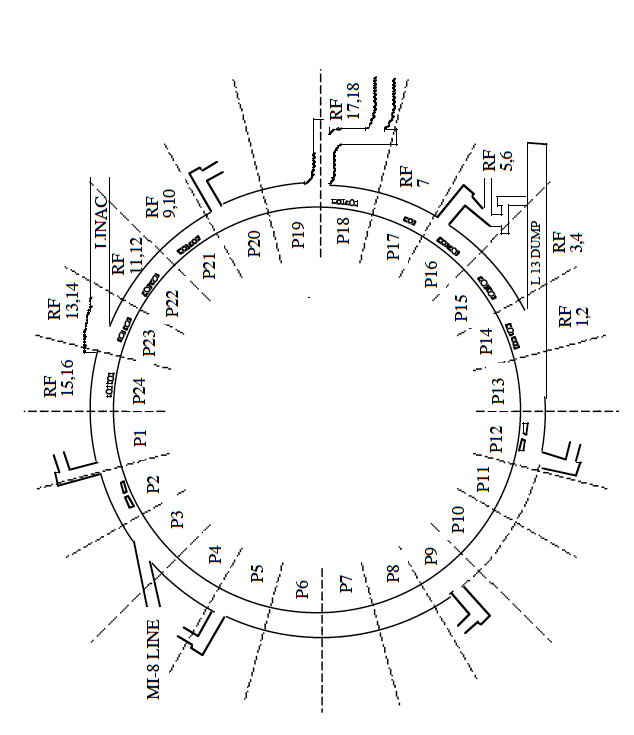 RF
17,18
RF
7
RF
5,6
L 13 DUMP
RF
3,4
RF
1,2
RF
9,10
LINAC
RF
11,12
RF
13,14
RF
15,16
MI-8 LINE
P1
P2
P3
P4
P5
P6
P7
P8
P9
P10
P11
P12
P13
P14
P15
P16
P17
P18
P19
P20
P21
P22
P23
P24